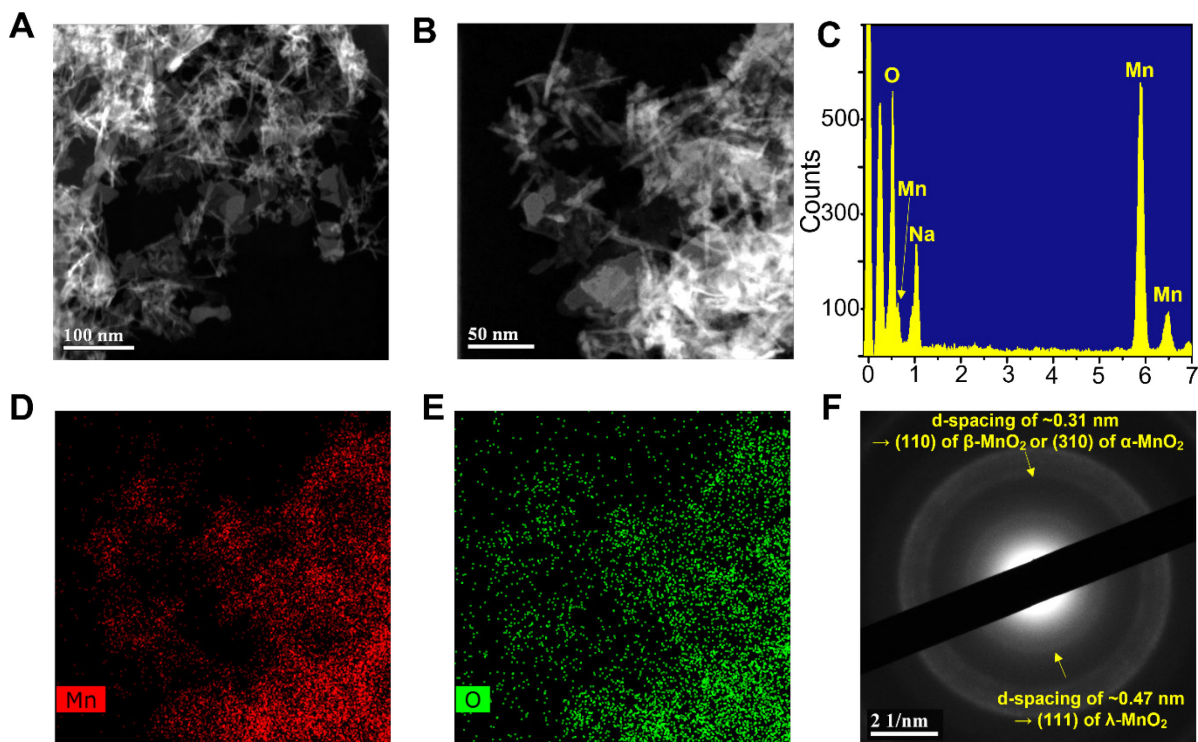 A
100 nm
B
50 nm
C
Counts
500
300
100
O
Mn
Na
Mn
Mn
0 1 2 3 4 5 6 7
D
Mn
E
O
F
d-spacing of ~0.31 nm
→ (110) of β-MnO₂ or (310) of α-MnO₂
d-spacing of ~0.47 nm
→ (111) of λ-MnO₂
2 1/nm